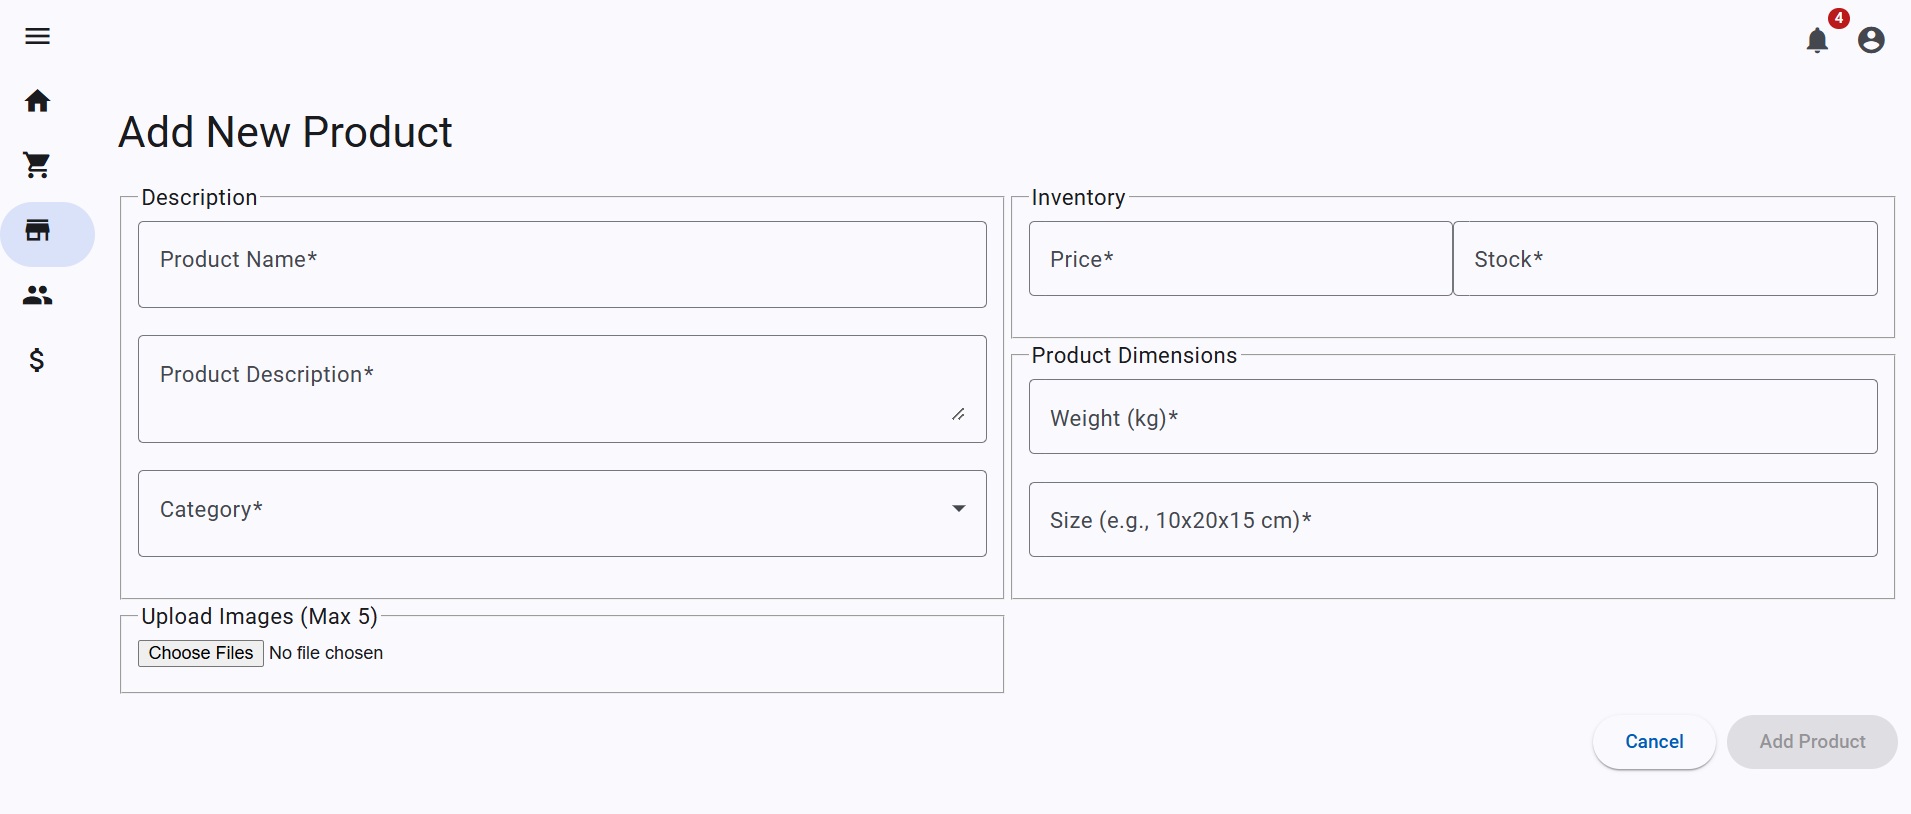 4
Add New Product
Description
Product Name*
Product Description*
Category*
Upload Images (Max 5)
Choose Files No file chosen
Inventory
Price* Stock*
Product Dimensions
Weight (kg)*
Size (e.g., 10x20x15 cm)*
Cancel Add Product